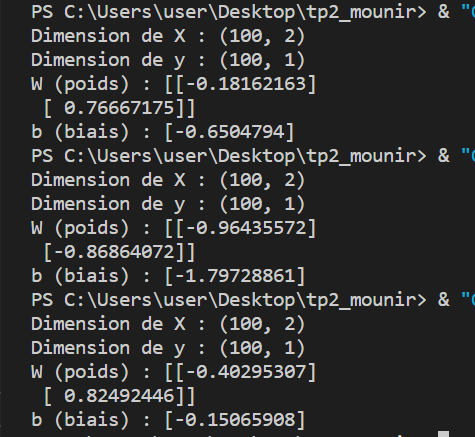 PS C:\Users\user\Desktop\tp2_mounir> & "
Dimension de X : (100, 2)
Dimension de y : (100, 1)
W (poids) : [[-0.18162163]
[ 0.76667175]]
b (biais) : [-0.6504794]
PS C:\Users\user\Desktop\tp2_mounir> & "
Dimension de X : (100, 2)
Dimension de y : (100, 1)
W (poids) : [[-0.96435572]
[-0.86864072]]
b (biais) : [-1.79728861]
PS C:\Users\user\Desktop\tp2_mounir> & "
Dimension de X : (100, 2)
Dimension de y : (100, 1)
W (poids) : [[-0.40295307]
[ 0.82492446]]
b (biais) : [-0.15065908]